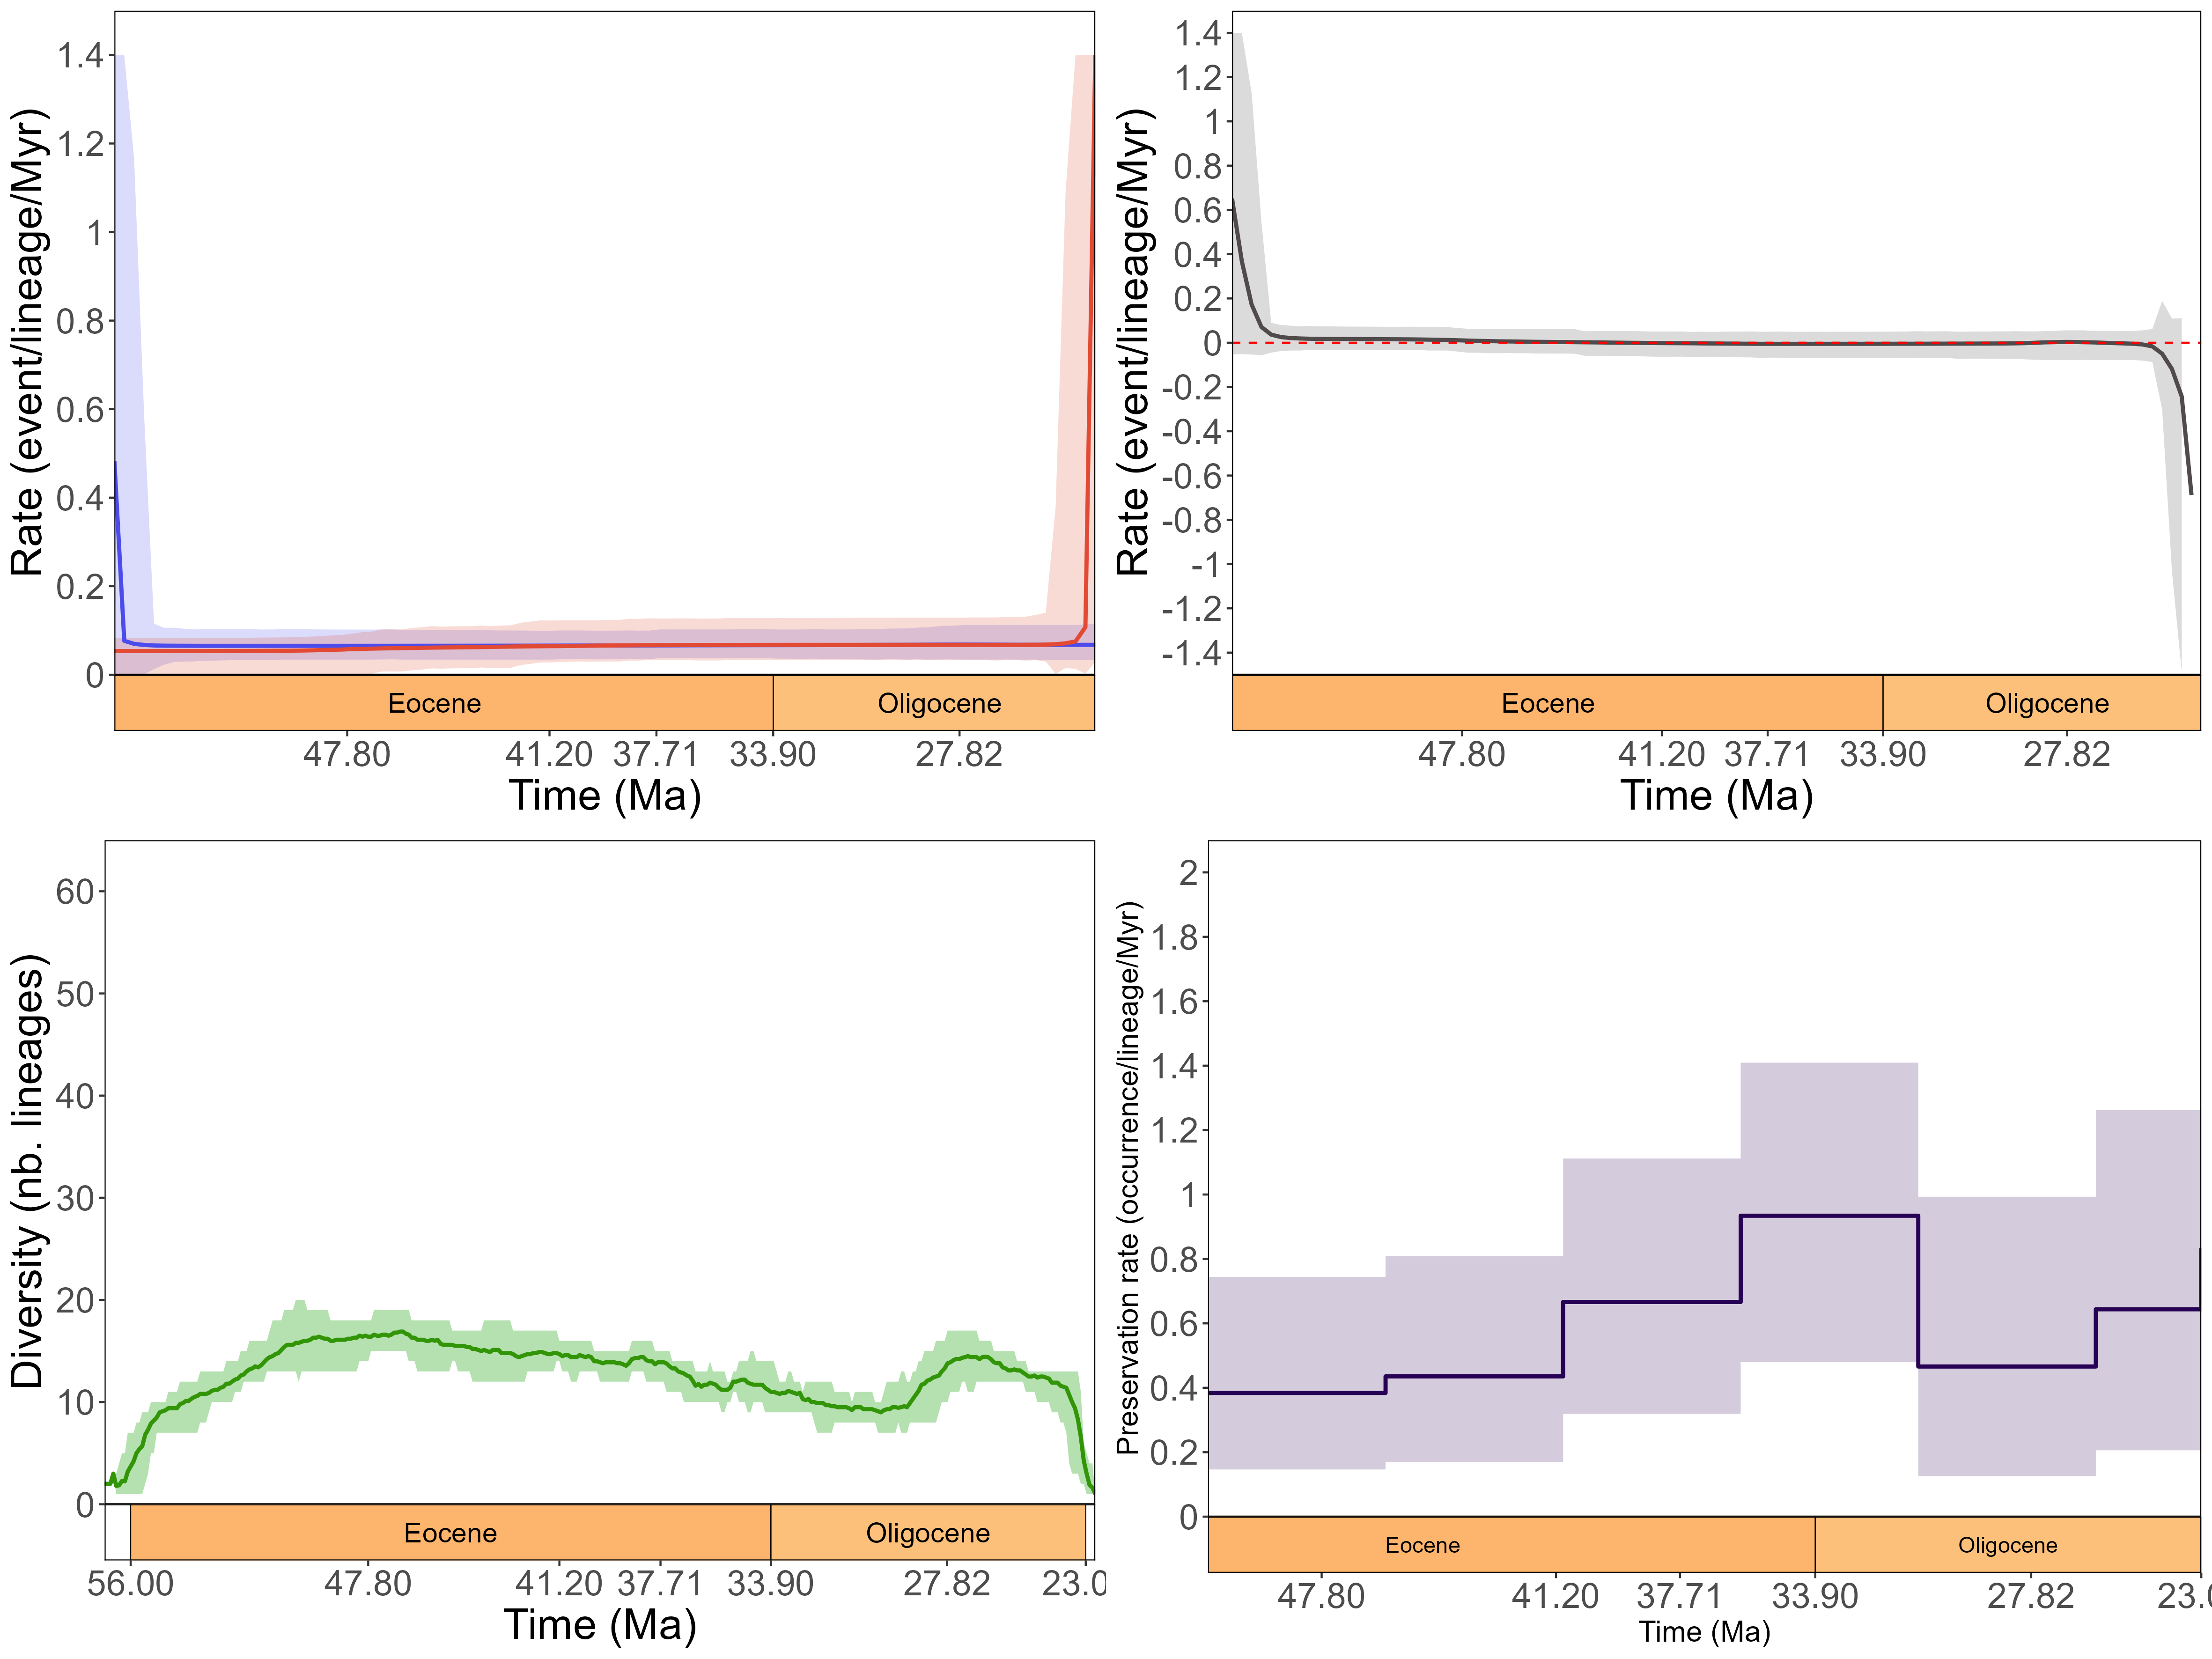 Rate (event/lineage/Myr)
1.4
1.2
1
0.8
0.6
0.4
0.2
0
Eocene Oligocene
47.80 41.20 37.71 33.90 27.82
Time (Ma)
Rate (event/lineage/Myr)
1.4
1.2
1
0.8
0.6
0.4
0.2
0
-0.2
-0.4
-0.6
-0.8
-1
-1.2
-1.4
Eocene Oligocene
47.80 41.20 37.71 33.90 27.82
Time (Ma)
Diversity (nb. lineages)
60
50
40
30
20
10
0
Eocene Oligocene
56.00 47.80 41.20 37.71 33.90 27.82 23.0
Time (Ma)
Preservation rate (occurrence/lineage/Myr)
2
1.8
1.6
1.4
1.2
1
0.8
0.6
0.4
0.2
0
Eocene Oligocene
47.80 41.20 37.71 33.90 27.82 23.0
Time (Ma)